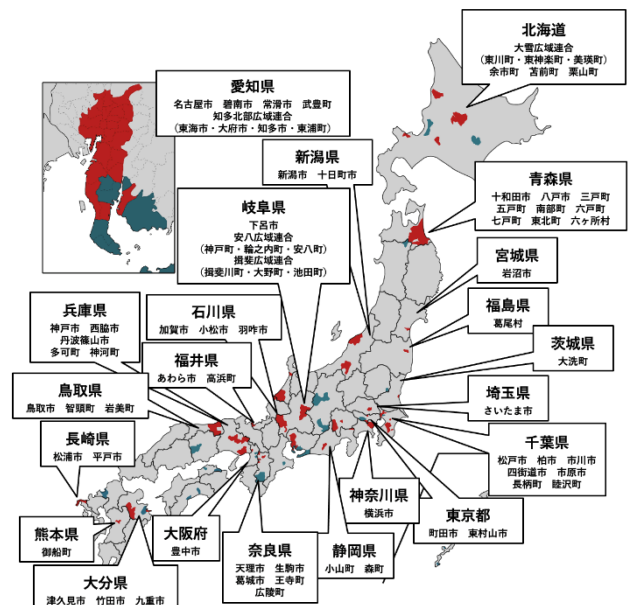 北海道
大雪広域連合
(東川町・東神楽町・美瑛町)
余市町 苫前町 栗山町
愛知県
名古屋市 碧南市 常滑市 武豊町
知多北部広域連合
(東海市・大府市・知多市・東浦町)
新潟県
新潟市 十日町市
青森県
十和田市 八戸市 三戸町
五戸町 南部町 六戸町
七戸町 東北町 六ヶ所村
岐阜県
下呂市
安八広域連合
(神戸町・輪之内町・安八町)
揖斐広域連合
(揖斐川町・大野町・池田町)
宮城県
岩沼市
福島県
葛尾村
兵庫県
神戸市 西脇市
丹波篠山市
多可町 神河町
石川県
加賀市 小松市 羽咋市
茨城県
大洗町
福井県
あわら市 高浜町
鳥取県
鳥取市 智頭町 岩美町
埼玉県
さいたま市
長崎県
松浦市 平戸市
千葉県
松戸市 柏市 市川市
四街道市 市原市
長柄町 睦沢町
神奈川県
横浜市
東京都
町田市 東村山市
熊本県
御船町
大阪府
豊中市
奈良県
天理市 生駒市
葛城市 王寺町
広陵町
静岡県
小山町 森町
大分県
津久見市 竹田市 九重市